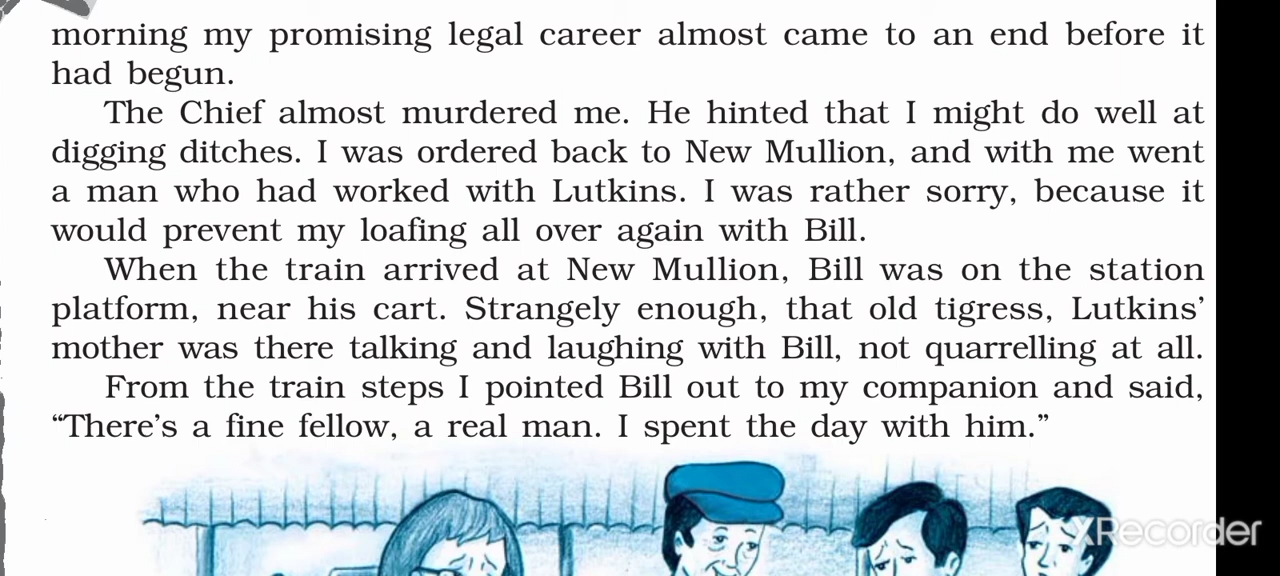 morning my promising legal career almost came to an end before it
had begun.
The Chief almost murdered me. He hinted that I might do well at
digging ditches. I was ordered back to New Mullion, and with me went
a man who had worked with Lutkins. I was rather sorry, because it
would prevent my loafing all over again with Bill.
When the train arrived at New Mullion, Bill was on the station
platform, near his cart. Strangely enough, that old tigress, Lutkins’
mother was there talking and laughing with Bill, not quarrelling at all.
From the train steps I pointed Bill out to my companion and said,
“There’s a fine fellow, a real man. I spent the day with him.”
XRecorder